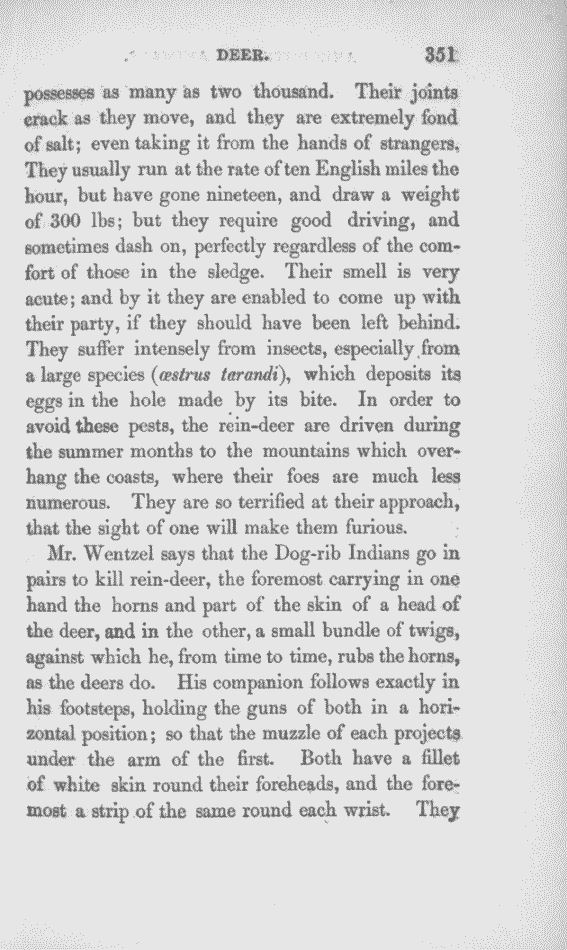 DEER. 351
possesses as many as two thousand. Their joints
crack as they move, and they are extremely fond
of salt; even taking it from the hands of strangers.
They usually run at the rate of ten English miles the
hour, but have gone nineteen, and draw a weight
of 300 lbs; but they require good driving, and
sometimes dash on, perfectly regardless of the com-
fort of those in the sledge. Their smell is very
acute; and by it they are enabled to come up with
their party, if they should have been left behind.
They suffer intensely from insects, especially from
a large species (œstrus tarandi), which deposits its
eggs in the hole made by its bite. In order to
avoid these pests, the rein-deer are driven during
the summer months to the mountains which over-
hang the coasts, where their foes are much less
numerous. They are so terrified at their approach,
that the sight of one will make them furious.
Mr. Wentzel says that the Dog-rib Indians go in
pairs to kill rein-deer, the foremost carrying in one
hand the horns and part of the skin of a head of
the deer, and in the other, a small bundle of twigs,
against which he, from time to time, rubs the horns,
as the deers do. His companion follows exactly in
his footsteps, holding the guns of both in a hori-
zontal position; so that the muzzle of each projects
under the arm of the first. Both have a fillet
of white skin round their foreheads, and the fore-
most a strip of the same round each wrist. They